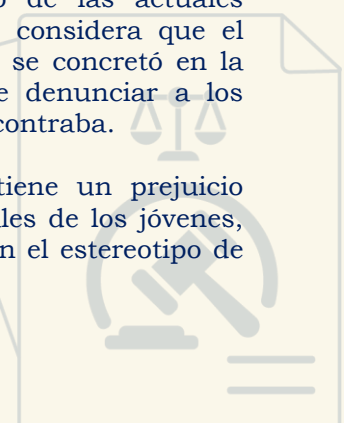 de las actuales
considera que el
se concretó en la
denunciar a los
contraba.
tiene un prejuicio
les de los jóvenes,
n el estereotipo de